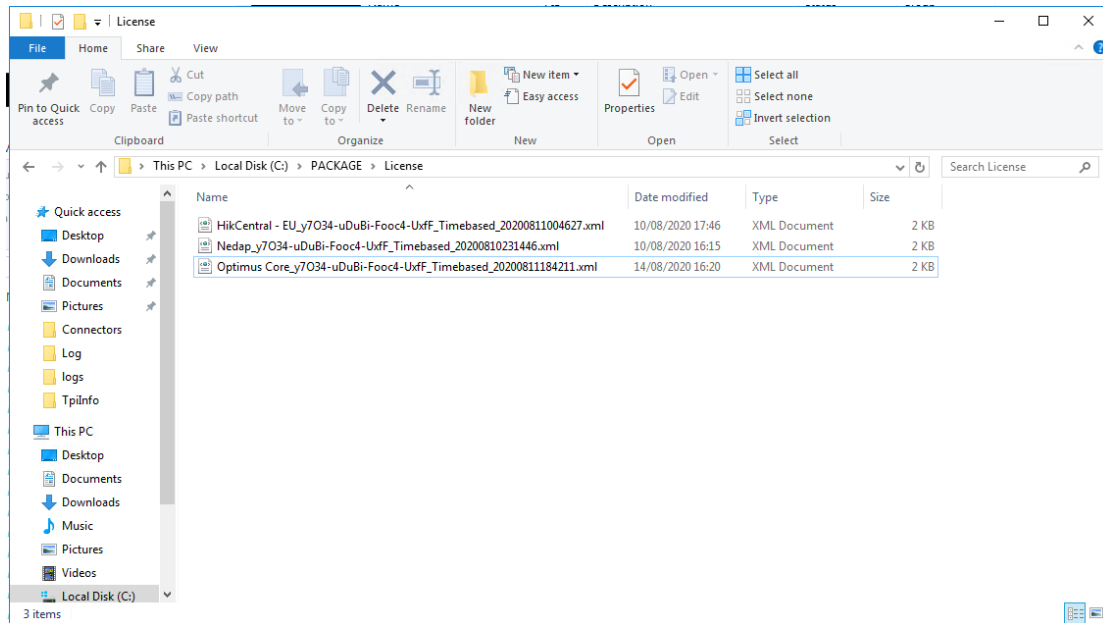 License
File Home Share View
Pin to Quick access
Copy
Paste
Cut
Copy path
Paste shortcut
Clipboard
Move to
Copy to
Delete
Rename
Organize
New folder
New item
Easy access
New
Properties
Open
Edit
Open
Select all
Select none
Invert selection
Select
This PC > Local Disk (C:) > PACKAGE > License
Search License
Name Date modified Type Size
HikCentral - EU_y7O34-uDuBi-Fooc4-UxfF_Timebased_20200811004627.xml 10/08/2020 17:46 XML Document 2 KB
Nedap_y7O34-uDuBi-Fooc4-UxfF_Timebased_20200810231446.xml 10/08/2020 16:15 XML Document 2 KB
Optimus Core_y7O34-uDuBi-Fooc4-UxfF_Timebased_20200811184211.xml 14/08/2020 16:20 XML Document 2 KB
Quick access
Desktop
Downloads
Documents
Pictures
Connectors
Log
logs
TpiInfo
This PC
Desktop
Documents
Downloads
Music
Pictures
Videos
Local Disk (C:)
3 items